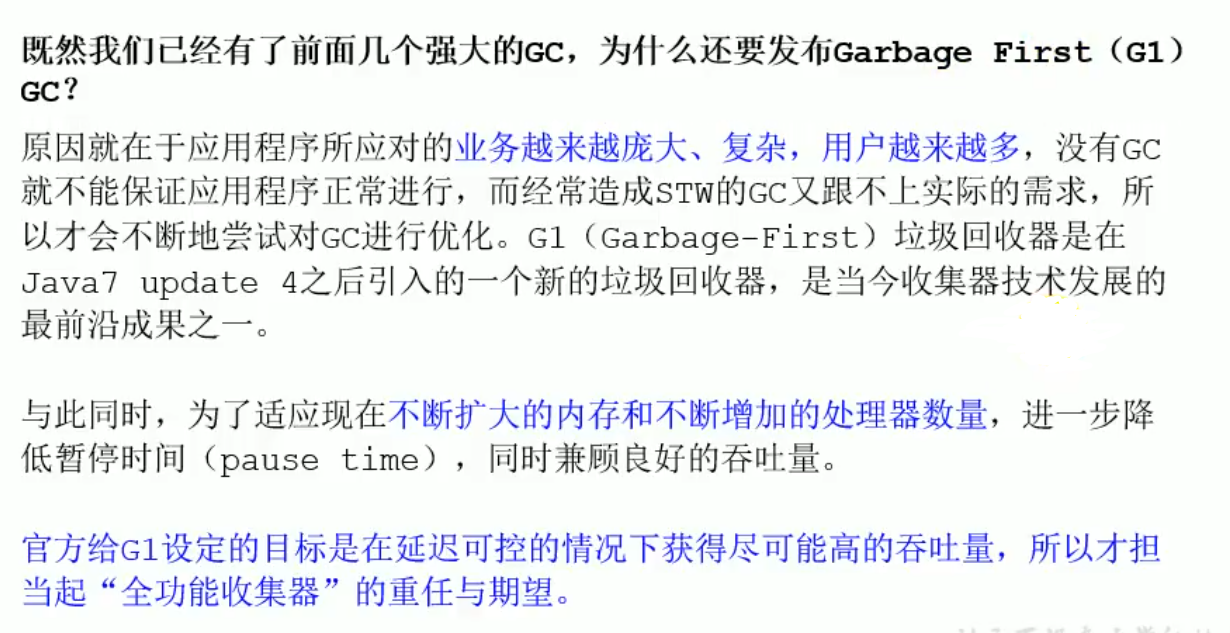 既然我们已经有了前面几个强大的GC，为什么还要发布Garbage First（G1）
GC？
原因就在于应用程序所应对的业务越来越庞大、复杂，用户越来越多，没有GC
就不能保证应用程序正常进行，而经常造成STW的GC又跟不上实际的需求，所
以才会不断地尝试对GC进行优化。G1（Garbage-First）垃圾回收器是在
Java7 update 4之后引入的一个新的垃圾回收器，是当今收集器技术发展的
最前沿成果之一。
与此同时，为了适应现在不断扩大的内存和不断增加的处理器数量，进一步降
低暂停时间（pause time），同时兼顾良好的吞吐量。
官方给G1设定的目标是在延迟可控的情况下获得尽可能高的吞吐量，所以才担
当起“全功能收集器”的重任与期望。